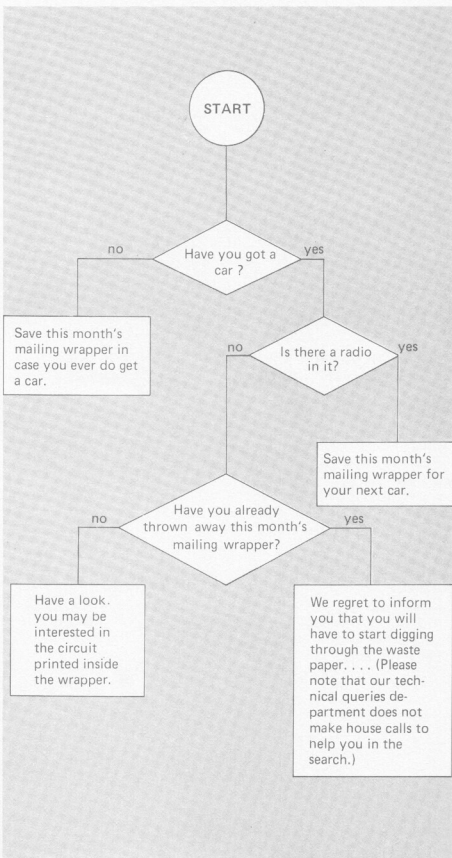 START
no
Have you got a
car ?
yes
Save this month's
mailing wrapper in
case you ever do get
a car.
no
Is there a radio
in it?
yes
Save this month's
mailing wrapper for
your next car.
no
Have you already
thrown away this month's
mailing wrapper?
yes
Have a look.
you may be
interested in
the circuit
printed inside
the wrapper.
We regret to inform
you that you will
have to start digging
through the waste
paper. . . . (Please
note that our tech-
nical queries de-
partment does not
make house calls to
help you in the
search.)